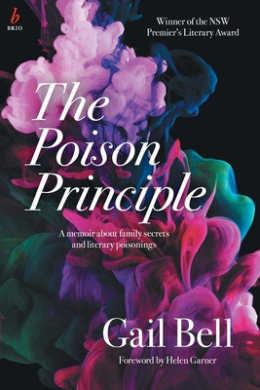 b
BRIO
Winner of the NSW
Premier's Literary Award
The
Poison
Principle
A memoir about family secrets
and literary poisonings
Gail Bell
Foreword by Helen Garner